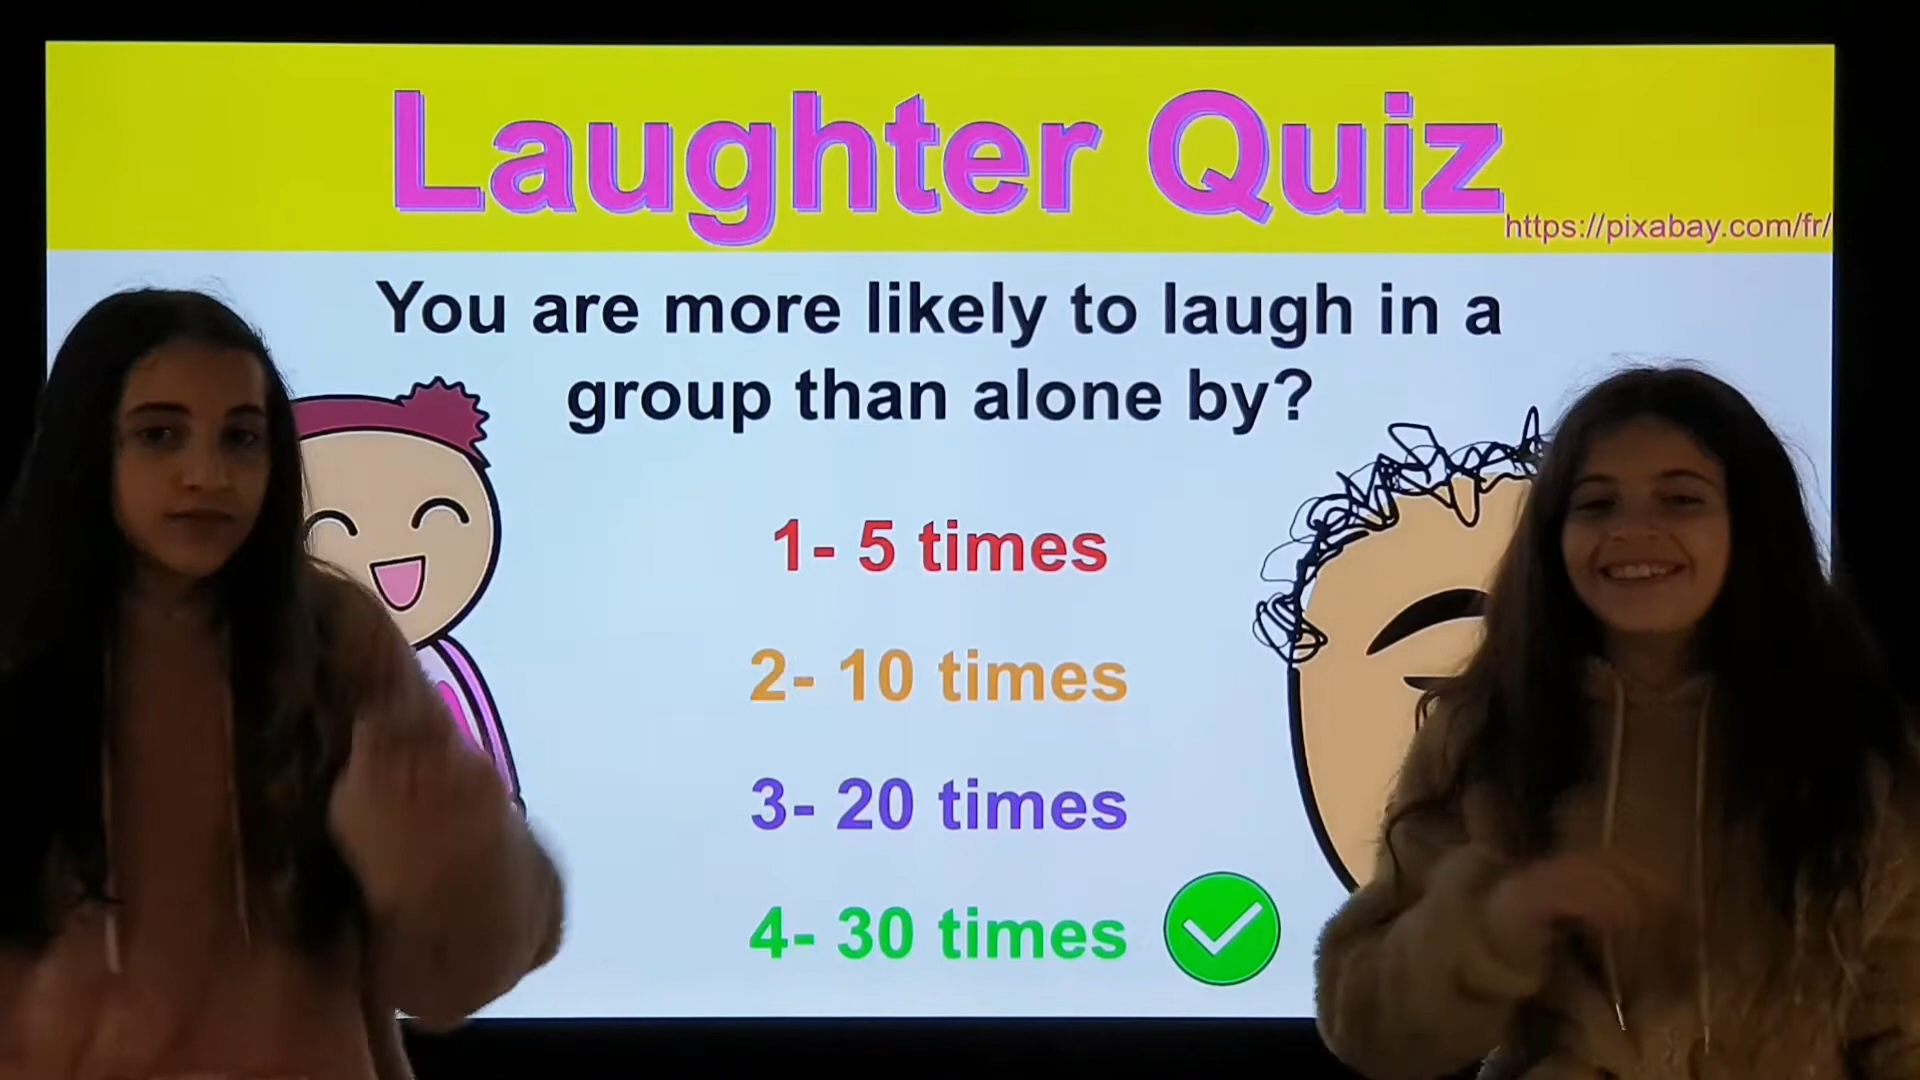 Laughter Quiz
https://pixabay.com/fr/
You are more likely to laugh in a
group than alone by?
1- 5 times
2- 10 times
3- 20 times
4- 30 times